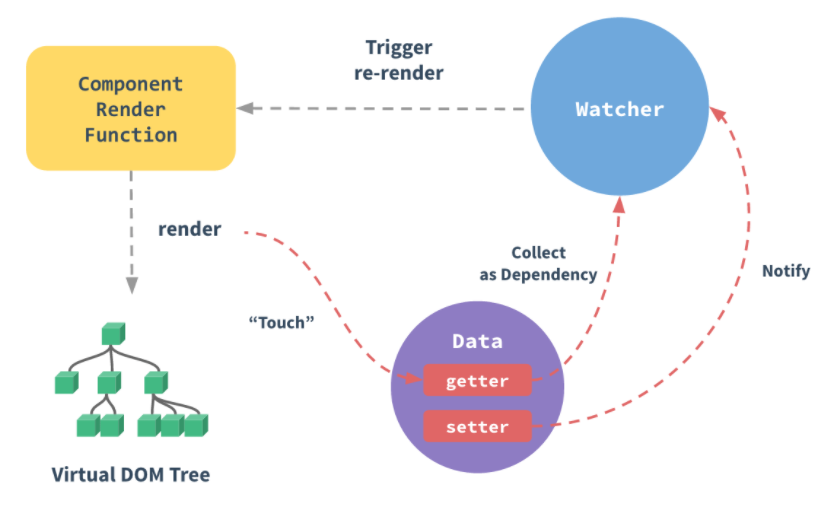 Trigger
re-render
Component
Render
Function
Watcher
render
Collect
as Dependency
Notify
“Touch”
Data
getter
setter
Virtual DOM Tree